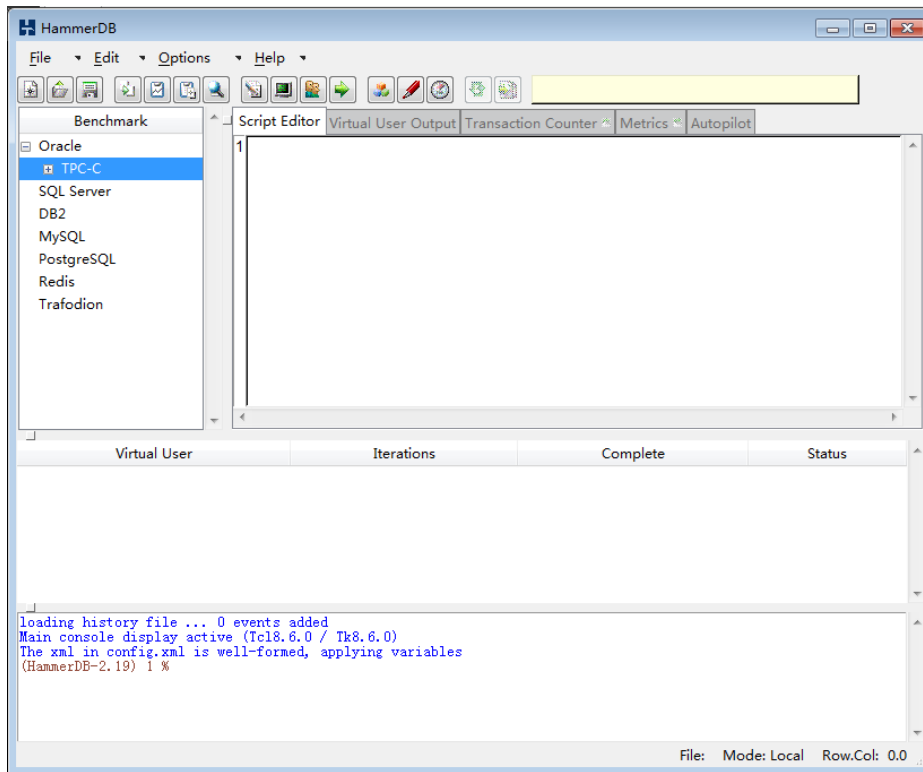 HammerDB
File Edit Options Help
Benchmark
Script Editor Virtual User Output Transaction Counter Metrics Autopilot
1
Oracle
TPC-C
SQL Server
DB2
MySQL
PostgreSQL
Redis
Trafodion
Virtual User Iterations Complete Status
loading history file ... 0 events added
Main console display active (Tcl8.6.0 / Tk8.6.0)
The xml in config.xml is well-formed, applying variables
(HammerDB-2.19) 1 %
File: Mode: Local Row.Col: 0.0